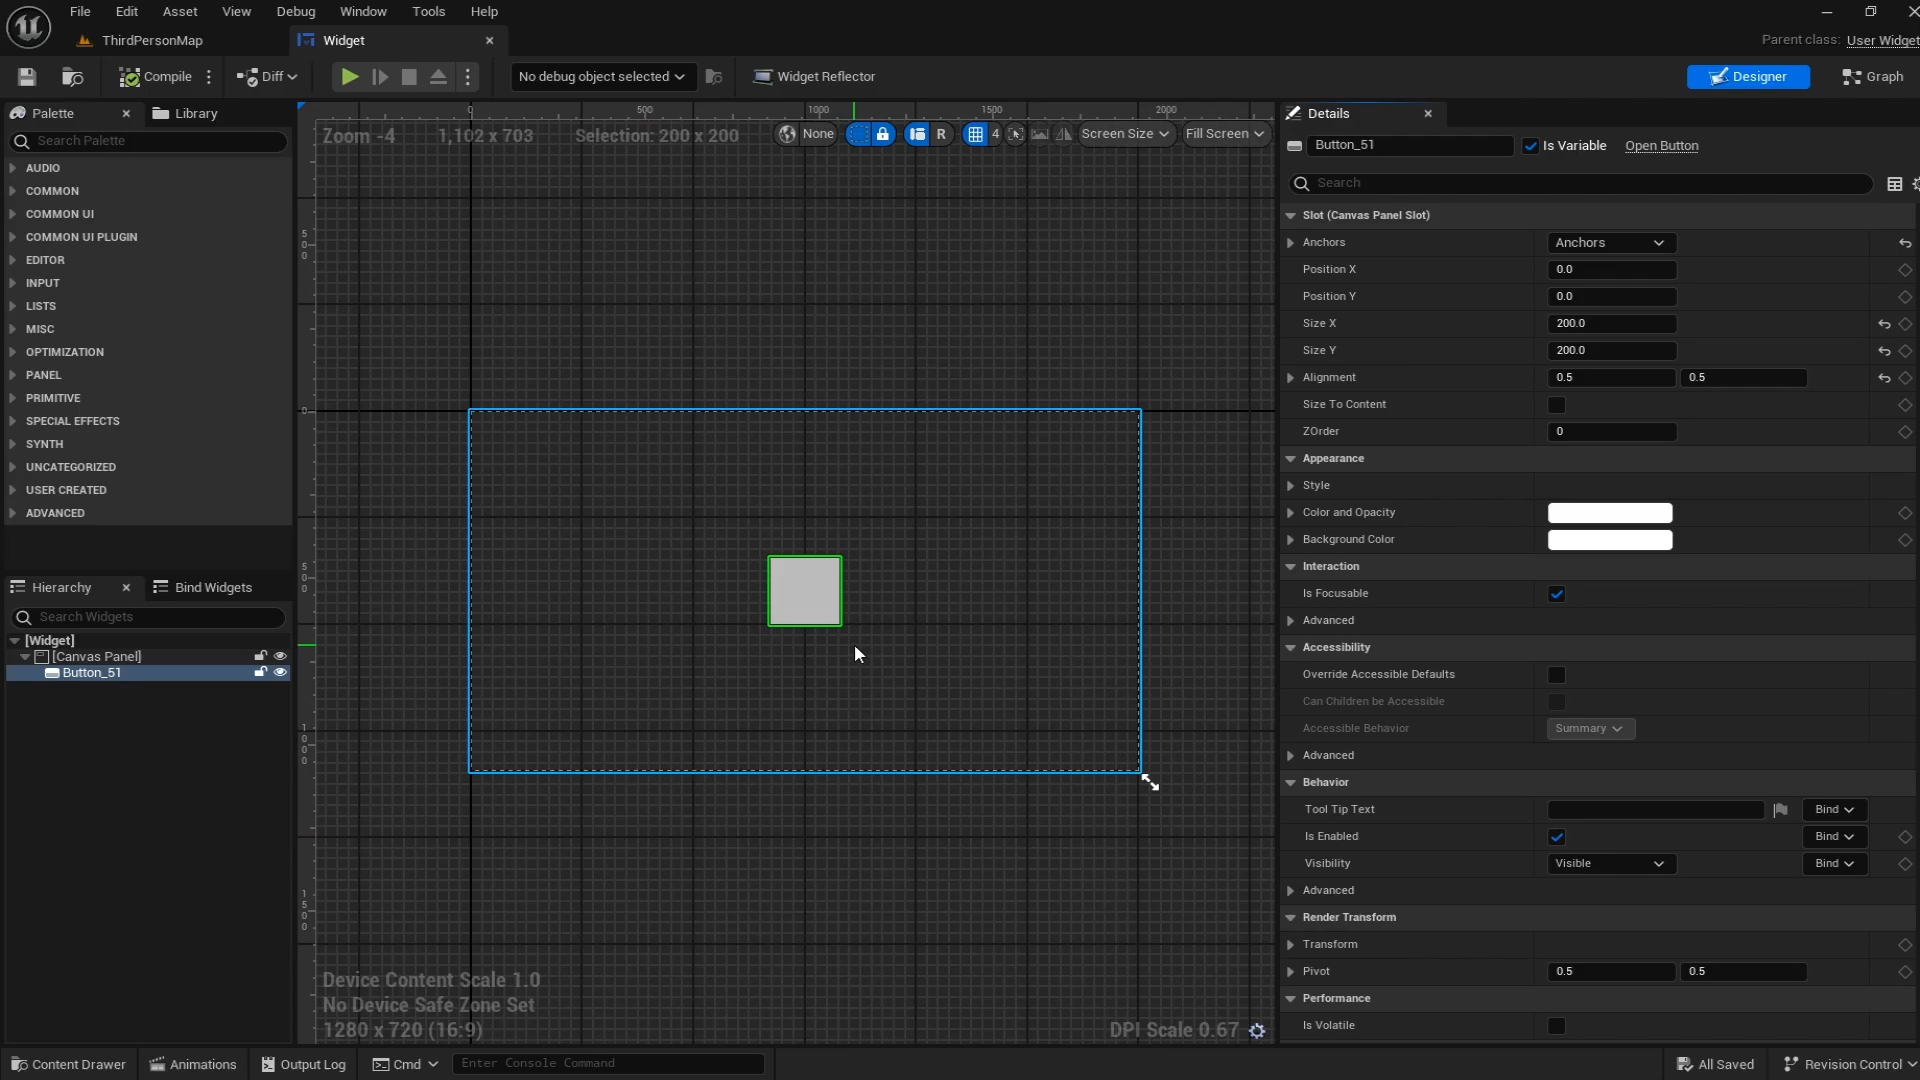 File Edit Asset View Debug Window Tools Help
ThirdPersonMap
Widget
Parent class: User Widget
Compile
Diff
No debug object selected
Widget Reflector
Designer
Graph
Palette
Library
Search Palette
AUDIO
COMMON
COMMON UI
COMMON UI PLUGIN
EDITOR
INPUT
LISTS
MISC
OPTIMIZATION
PANEL
PRIMITIVE
SPECIAL EFFECTS
SYNTH
UNCATEGORIZED
USER CREATED
ADVANCED
Hierarchy
Bind Widgets
Search Widgets
[Widget]
[Canvas Panel]
Button_51
0 500 1000 1500 2000
Zoom -4 1,102 x 703 Selection: 200 x 200
None
R
4
Screen Size
Fill Screen
500
0
500
1000
1500
Device Content Scale 1.0
No Device Safe Zone Set
1280 x 720 (16:9)
DPI Scale 0.67
Details
Button_51
Is Variable
Open Button
Search
Slot (Canvas Panel Slot)
Anchors Anchors
Position X 0.0
Position Y 0.0
Size X 200.0
Size Y 200.0
Alignment 0.5 0.5
Size To Content
ZOrder 0
Appearance
Style
Color and Opacity
Background Color
Interaction
Is Focusable
Advanced
Accessibility
Override Accessible Defaults
Can Children be Accessible
Accessible Behavior Summary
Advanced
Behavior
Tool Tip Text Bind
Is Enabled Bind
Visibility Visible Bind
Advanced
Render Transform
Transform
Pivot 0.5 0.5
Performance
Is Volatile
Content Drawer
Animations
Output Log
Cmd
Enter Console Command
All Saved
Revision Control